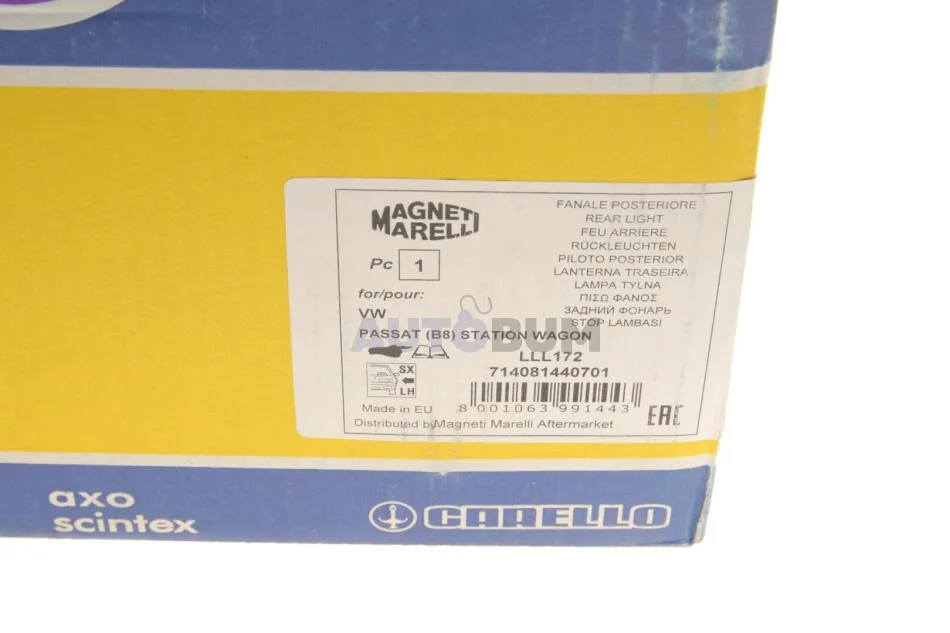 MAGNETI
MARELLI
Pc 1
for/pour:
VW
PASSAT (B8) STATION WAGON
FANALE POSTERIORE
REAR LIGHT
FEU ARRIERE
RÜCKLEUCHTEN
PILOTO POSTERIOR
LANTERNA TRASEIRA
LAMPA TYLNA
ΠΙΣΩ ΦΑΝΟΣ
ЗАДНИЙ ФОНАРЬ
STOP LAMBASI
AUTOBUM
LLL172
714081440701
SX
LH
8 001063 991443
Made in EU
Distributed by Magneti Marelli Aftermarket
EAC
axo
scintex
CARELLO